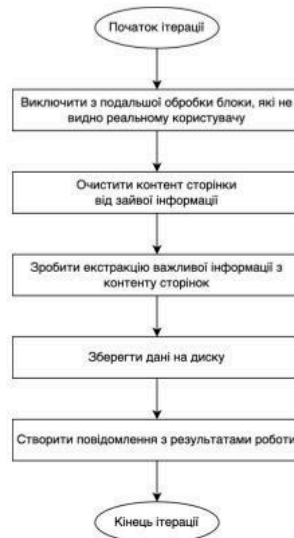 Початок ітерації
Виключити з подальшої обробки блоки, які не
видно реальному користувачу
Очистити контент сторінки
від зайвої інформації
Зробити екстракцію важливої інформації з
контенту сторінок
Зберегти дані на диску
Створити повідомлення з результатами роботи
Кінець ітерації